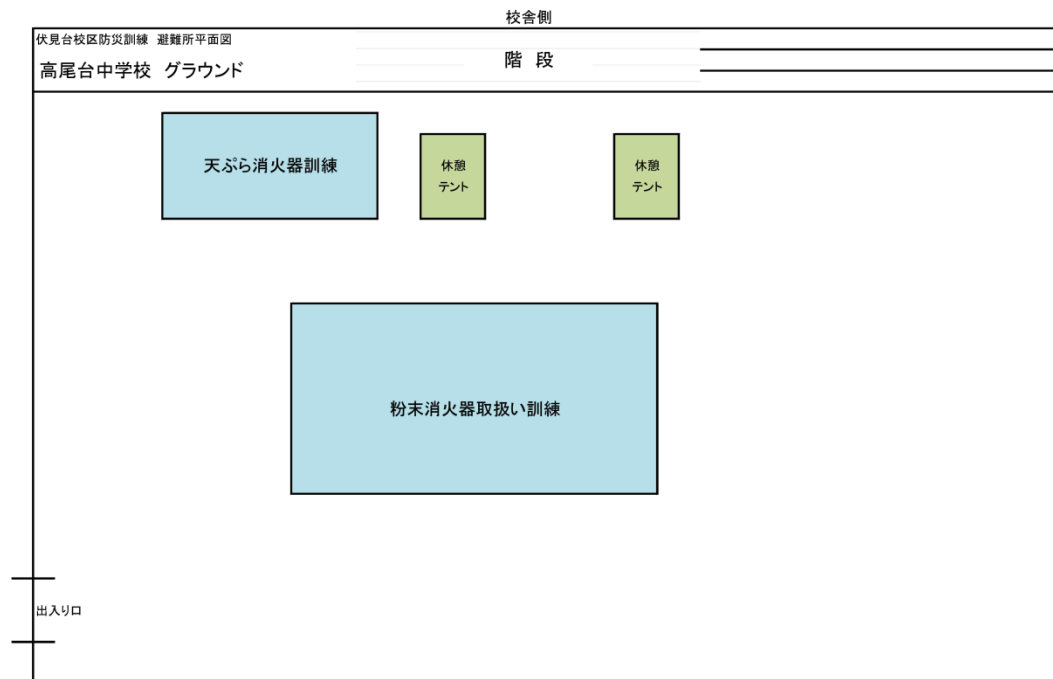 校舎側
伏見台校区防災訓練 避難所平面図
高尾台中学校 グラウンド
階 段
天ぷら消火器訓練
休憩
テント
休憩
テント
粉末消火器取扱い訓練
出入り口